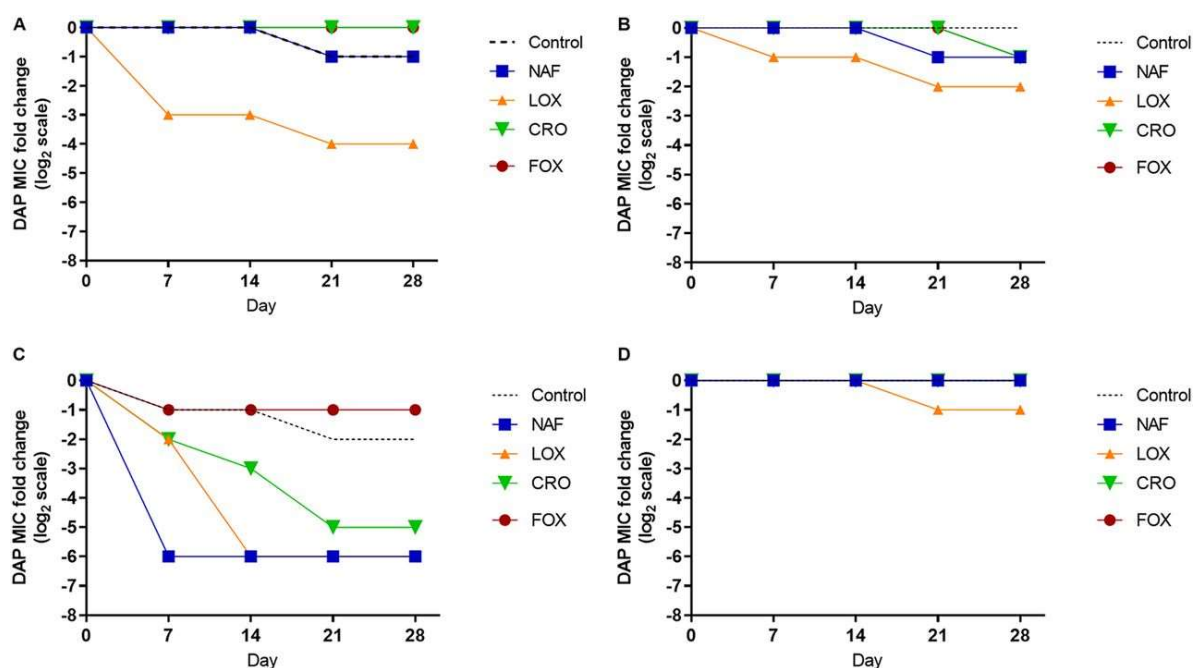 A
DAP MIC fold change
(log2 scale)
0
-1
-2
-3
-4
-5
-6
-7
-8
0 7 14 21 28
Day
Control
NAF
LOX
CRO
FOX
B
DAP MIC fold change
(log2 scale)
0
-1
-2
-3
-4
-5
-6
-7
-8
0 7 14 21 28
Day
Control
NAF
LOX
CRO
FOX
C
DAP MIC fold change
(log2 scale)
0
-1
-2
-3
-4
-5
-6
-7
-8
0 7 14 21 28
Day
Control
NAF
LOX
CRO
FOX
D
DAP MIC fold change
(log2 scale)
0
-1
-2
-3
-4
-5
-6
-7
-8
0 7 14 21 28
Day
Control
NAF
LOX
CRO
FOX